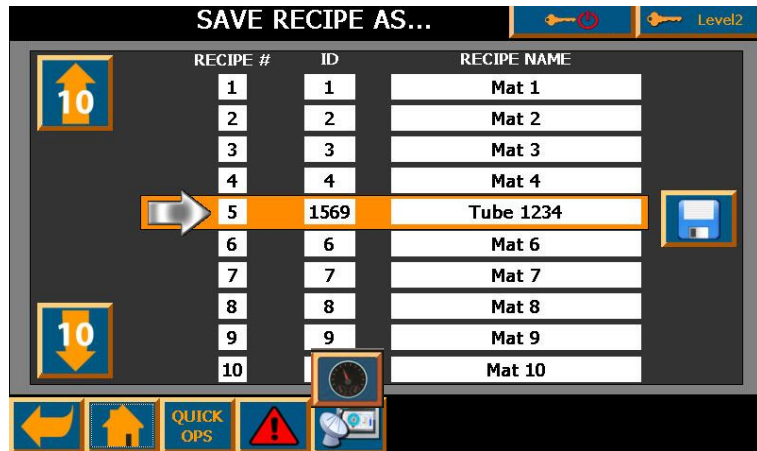 SAVE RECIPE AS...
Level2
RECIPE # ID RECIPE NAME
10
1 1 Mat 1
2 2 Mat 2
3 3 Mat 3
4 4 Mat 4
5 1569 Tube 1234
6 6 Mat 6
7 7 Mat 7
8 8 Mat 8
10
9 9 Mat 9
10 Mat 10
QUICK
OPS